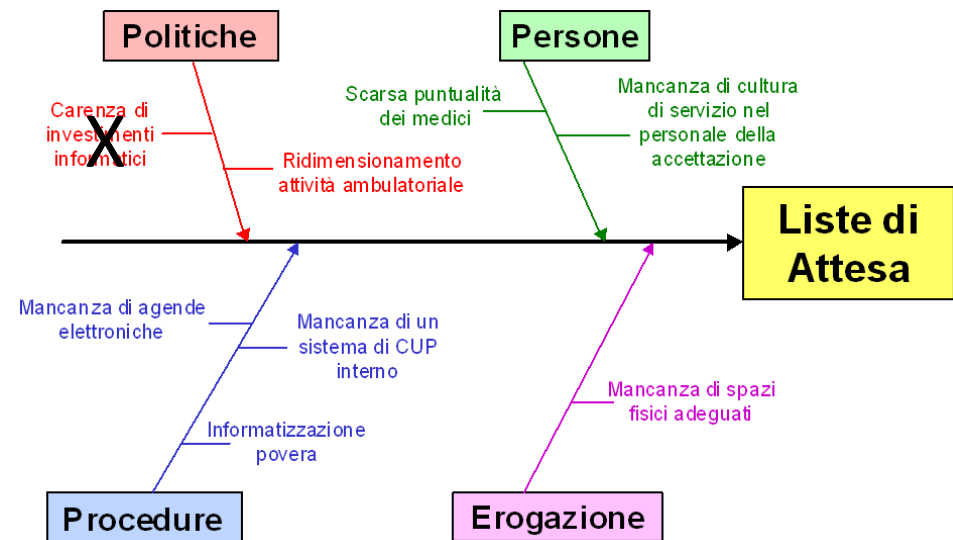 Politiche
Persone
Carenza di
investimenti
informatici
X
Ridimensionamento
attività ambulatoriale
Scarsa puntualità
dei medici
Mancanza di cultura
di servizio nel
personale della
accettazione
Liste di
Attesa
Mancanza di agende
elettroniche
Mancanza di un
sistema di CUP
interno
Informatizzazione
povera
Mancanza di spazi
fisici adeguati
Procedure
Erogazione